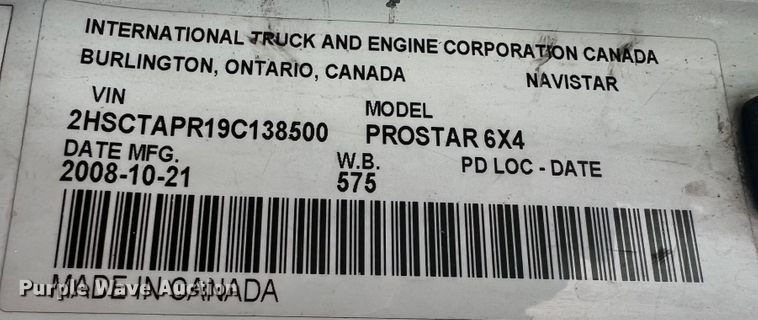 INTERNATIONAL TRUCK AND ENGINE CORPORATION CANADA
BURLINGTON, ONTARIO, CANADA NAVISTAR
VIN MODEL
2HSCTAPR19C138500 PROSTAR 6X4
DATE MFG. W.B. PD LOC - DATE
2008-10-21 575
MADE IN CANADA
Purple Wave Auction